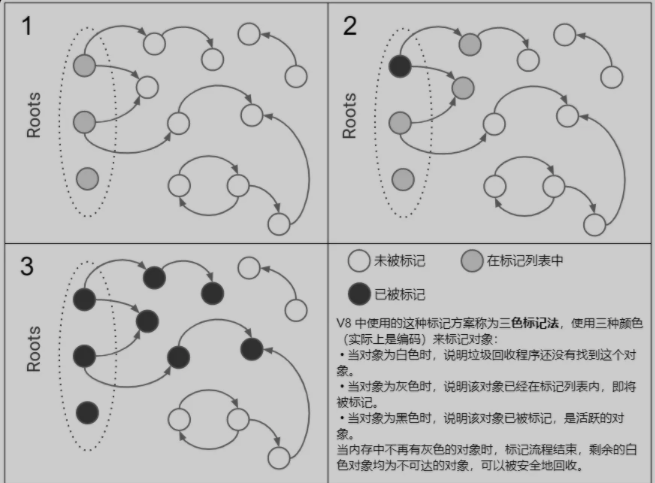 1
2
Roots
Roots
3
Roots
未被标记
在标记列表中
已被标记
V8 中使用的这种标记方案称为三色标记法，使用三种颜色
（实际上是编码）来标记对象：
•当对象为白色时，说明垃圾回收程序还没有找到这个对
象。
•当对象为灰色时，说明该对象已经在标记列表内，即将
被标记。
•当对象为黑色时，说明该对象已被标记，是活跃的对
象。
当内存中不再有灰色的对象时，标记流程结束，剩余的白
色对象均为不可达的对象，可以被安全地回收。